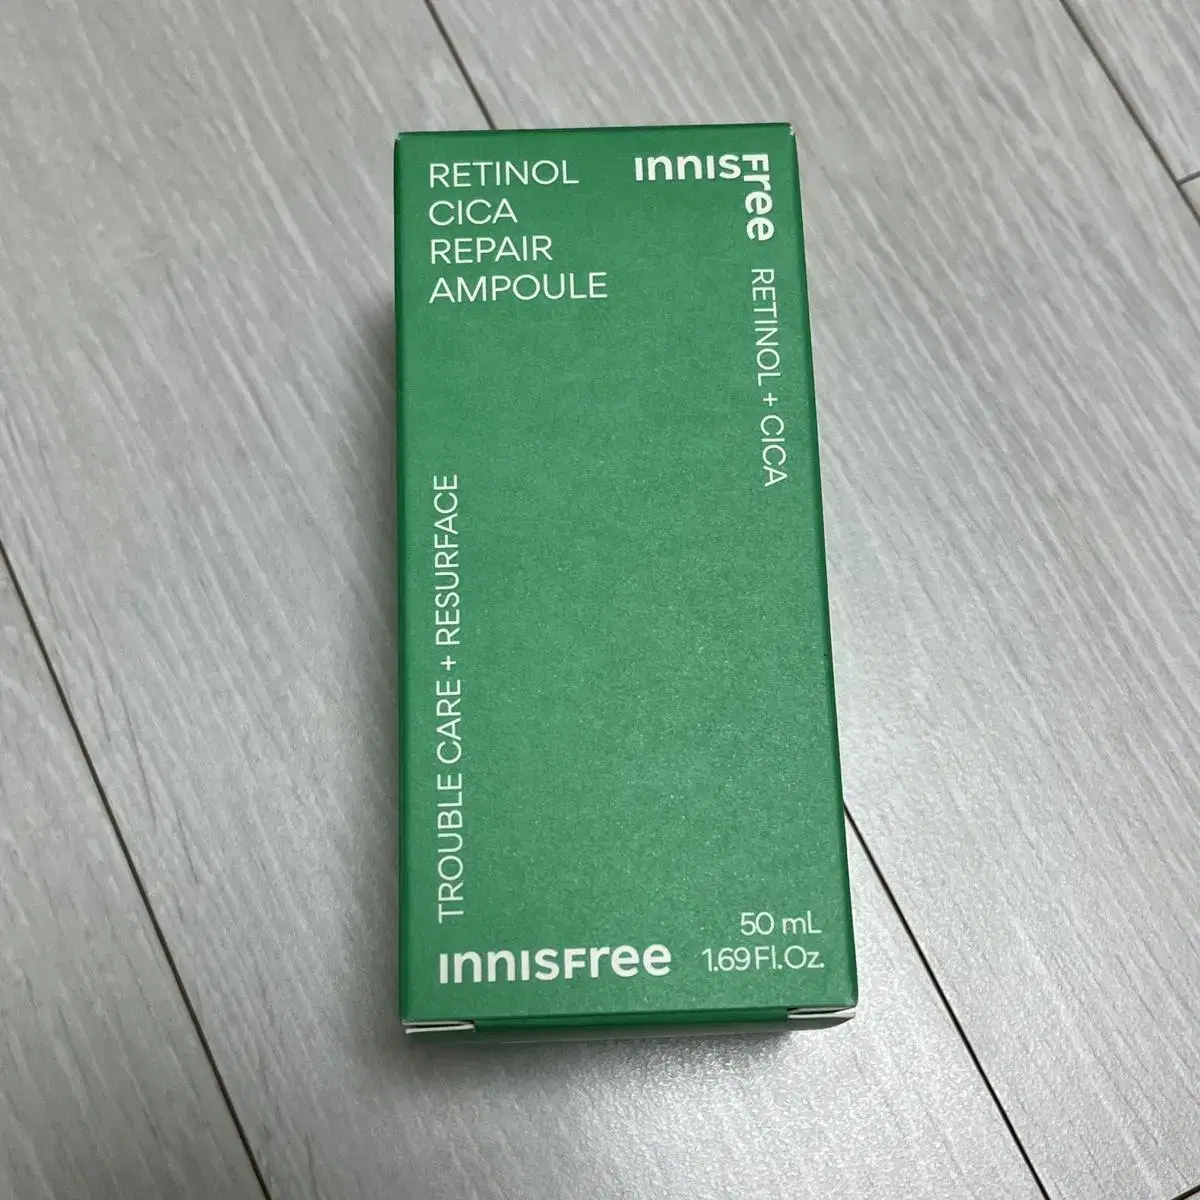 RETINOL
CICA
REPAIR
AMPOULE
innisfree
RETINOL + CICA
TROUBLE CARE + RESURFACE
innisfree
50 mL
1.69 Fl.Oz.